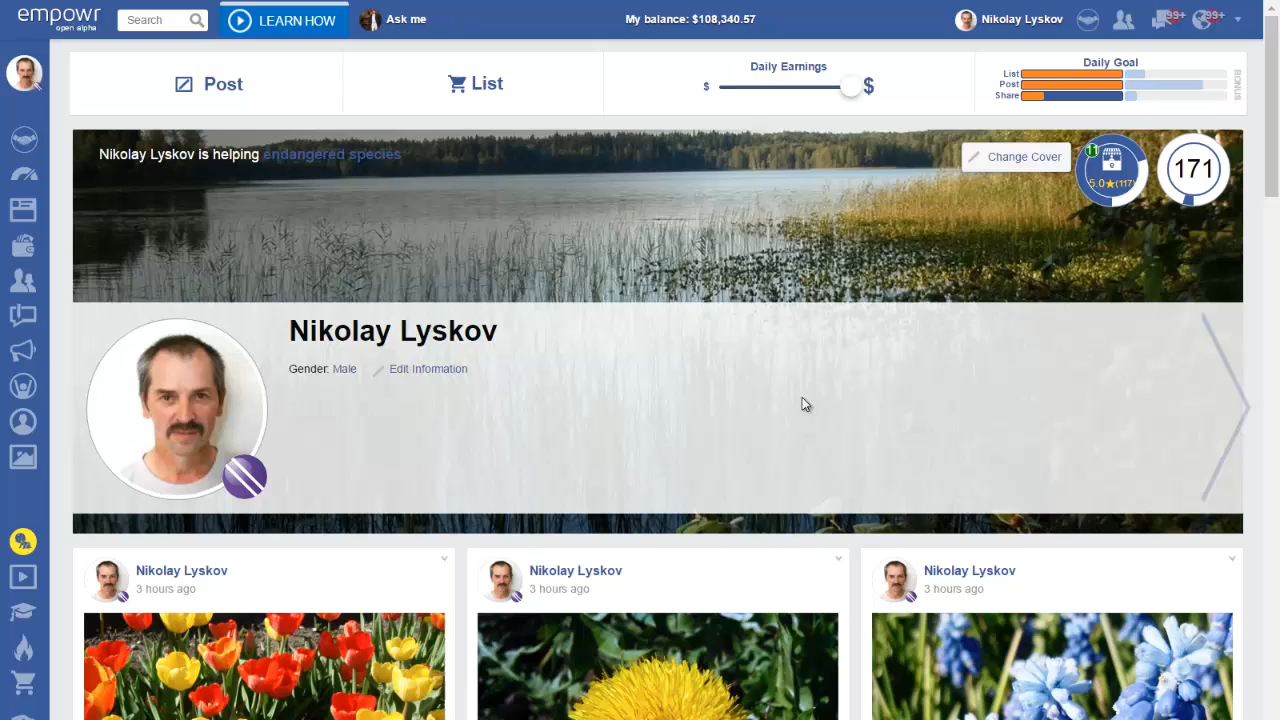 empowr
open alpha
Search
LEARN HOW
Ask me
My balance: $108,340.57
Nikolay Lyskov
99+
99+
Post
List
Daily Earnings
$
$
Daily Goal
List
Post
Share
BONUS
Nikolay Lyskov is helping endangered species
Change Cover
11
5.0★(117)
171
Nikolay Lyskov
Gender: Male
Edit Information
Nikolay Lyskov
3 hours ago
Nikolay Lyskov
3 hours ago
Nikolay Lyskov
3 hours ago